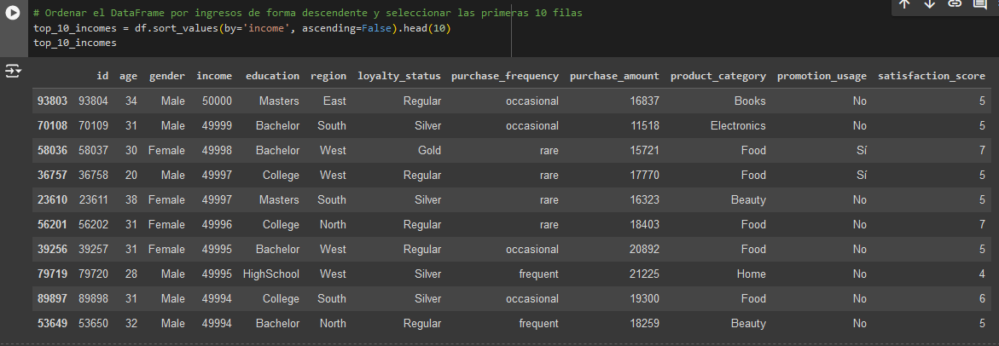 # Ordenar el DataFrame por ingresos de forma descendente y seleccionar las primeras 10 filas
top_10_incomes = df.sort_values(by='income', ascending=False).head(10)
top_10_incomes
id age gender income education region loyalty_status purchase_frequency purchase_amount product_category promotion_usage satisfaction_score
93803 93804 34 Male 50000 Masters East Regular occasional 16837 Books No 5
70108 70109 31 Male 49999 Bachelor South Silver occasional 11518 Electronics No 5
58036 58037 30 Female 49998 Bachelor West Gold rare 15721 Food Sí 7
36757 36758 20 Male 49997 College West Regular rare 17770 Food Sí 5
23610 23611 38 Female 49997 Masters South Silver rare 16323 Beauty No 5
56201 56202 31 Female 49996 College North Regular rare 18403 Food No 7
39256 39257 31 Female 49995 Bachelor West Regular occasional 20892 Food No 5
79719 79720 28 Male 49995 HighSchool West Silver frequent 21225 Home No 4
89897 89898 31 Male 49994 College South Silver occasional 19300 Food No 6
53649 53650 32 Male 49994 Bachelor North Regular frequent 18259 Beauty No 5